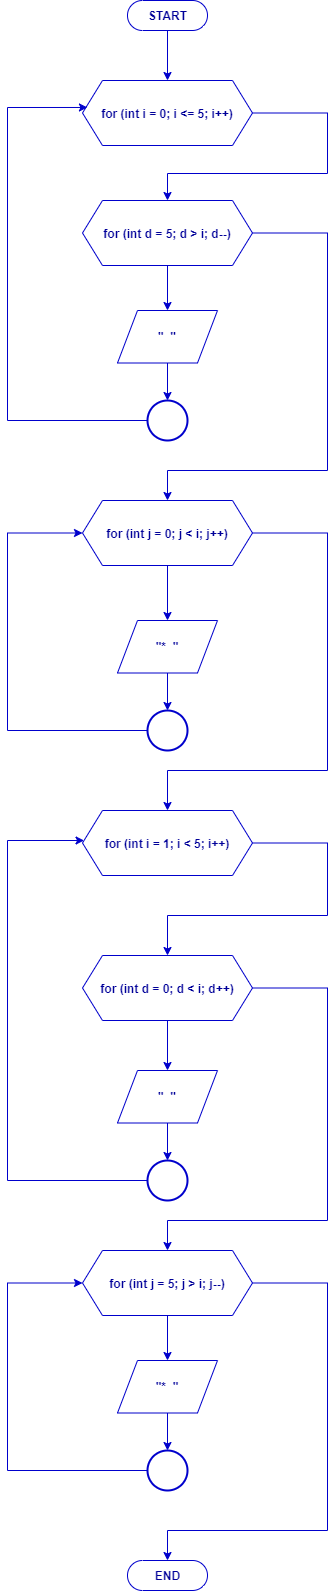 START
for (int i = 0; i <= 5; i++)
for (int d = 5; d > i; d--)
"  "
for (int j = 0; j < i; j++)
"*  "
for (int i = 1; i < 5; i++)
for (int d = 0; d < i; d++)
"  "
for (int j = 5; j > i; j--)
"*  "
END